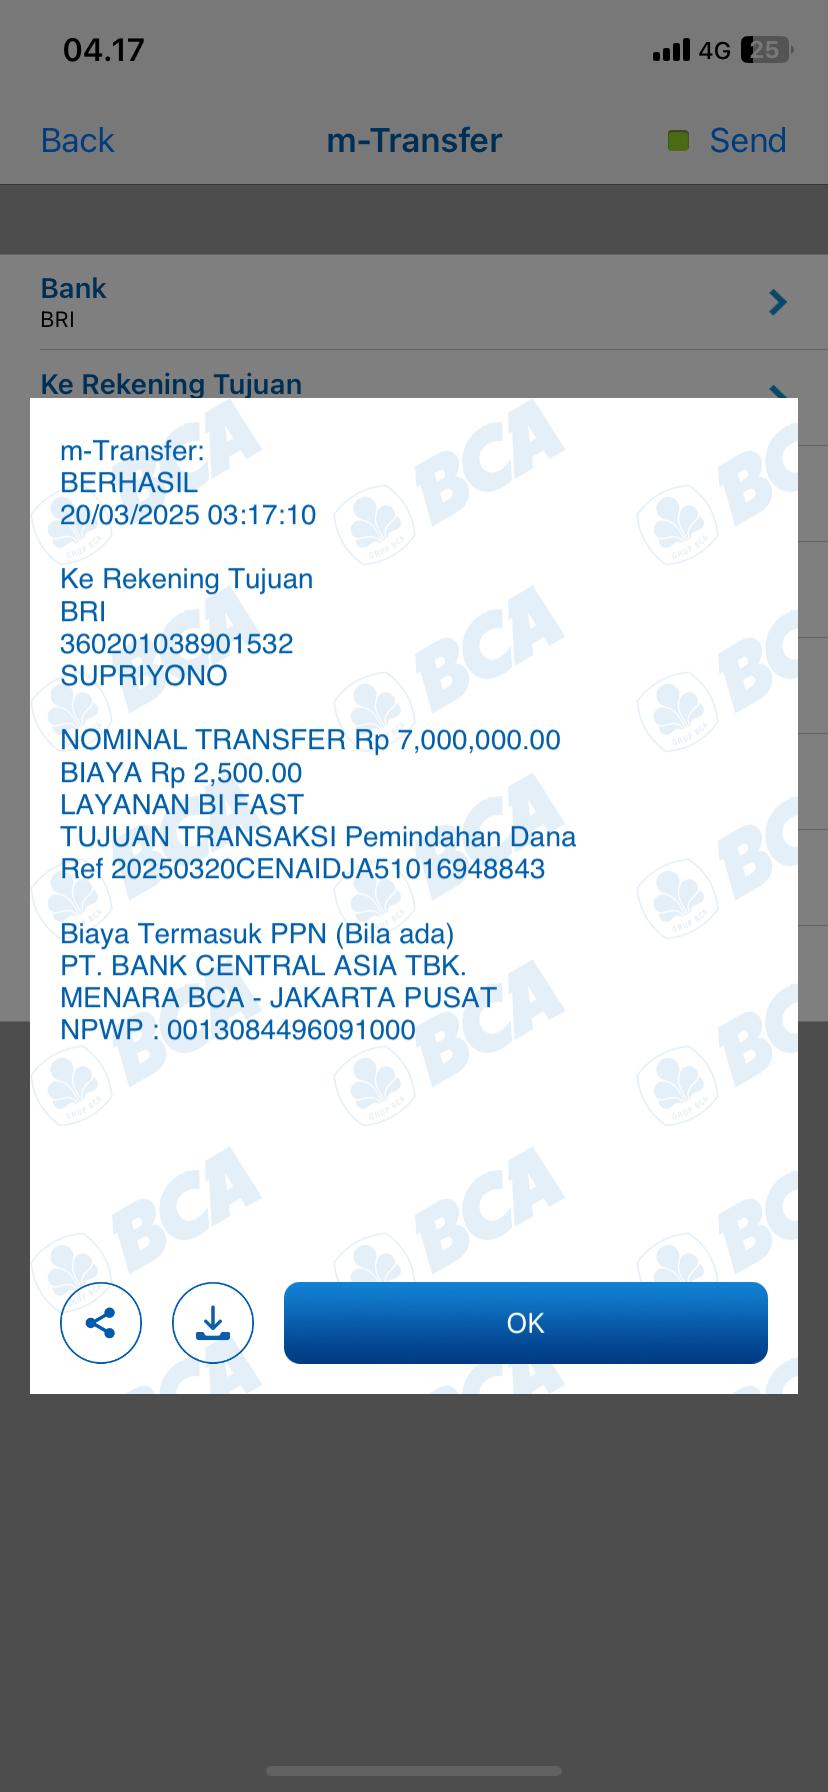 04.17
4G 25
Back m-Transfer Send
Bank
BRI
Ke Rekening Tujuan
m-Transfer:
BERHASIL
20/03/2025 03:17:10
Ke Rekening Tujuan
BRI
360201038901532
SUPRIYONO
NOMINAL TRANSFER Rp 7,000,000.00
BIAYA Rp 2,500.00
LAYANAN BI FAST
TUJUAN TRANSAKSI Pemindahan Dana
Ref 20250320CENAIDJA51016948843
Biaya Termasuk PPN (Bila ada)
PT. BANK CENTRAL ASIA TBK.
MENARA BCA - JAKARTA PUSAT
NPWP : 0013084496091000
BCA
GRUP BCA
OK